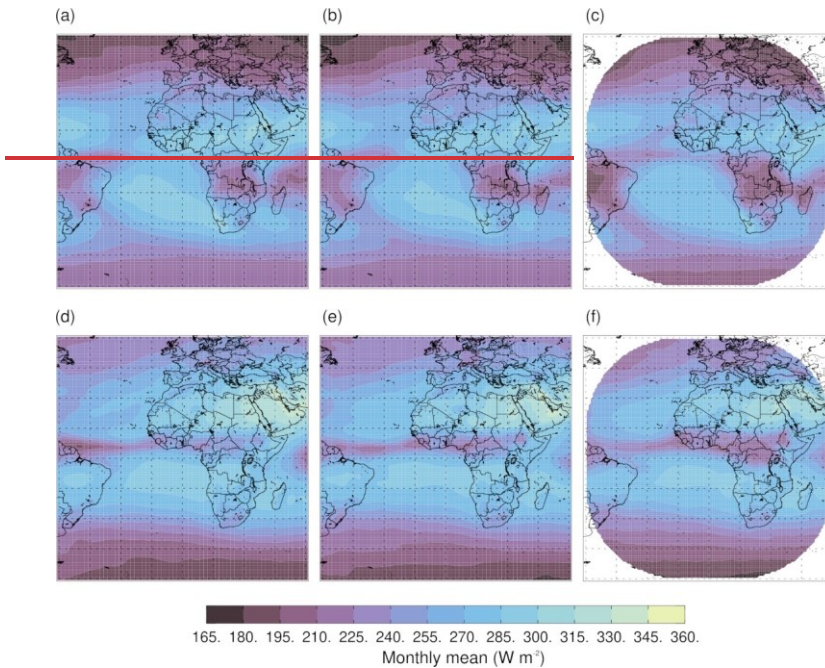 (a) (b) (c)
(d) (e) (f)
165. 180. 195. 210. 225. 240. 255. 270. 285. 300. 315. 330. 345. 360.
Monthly mean (W m⁻²)